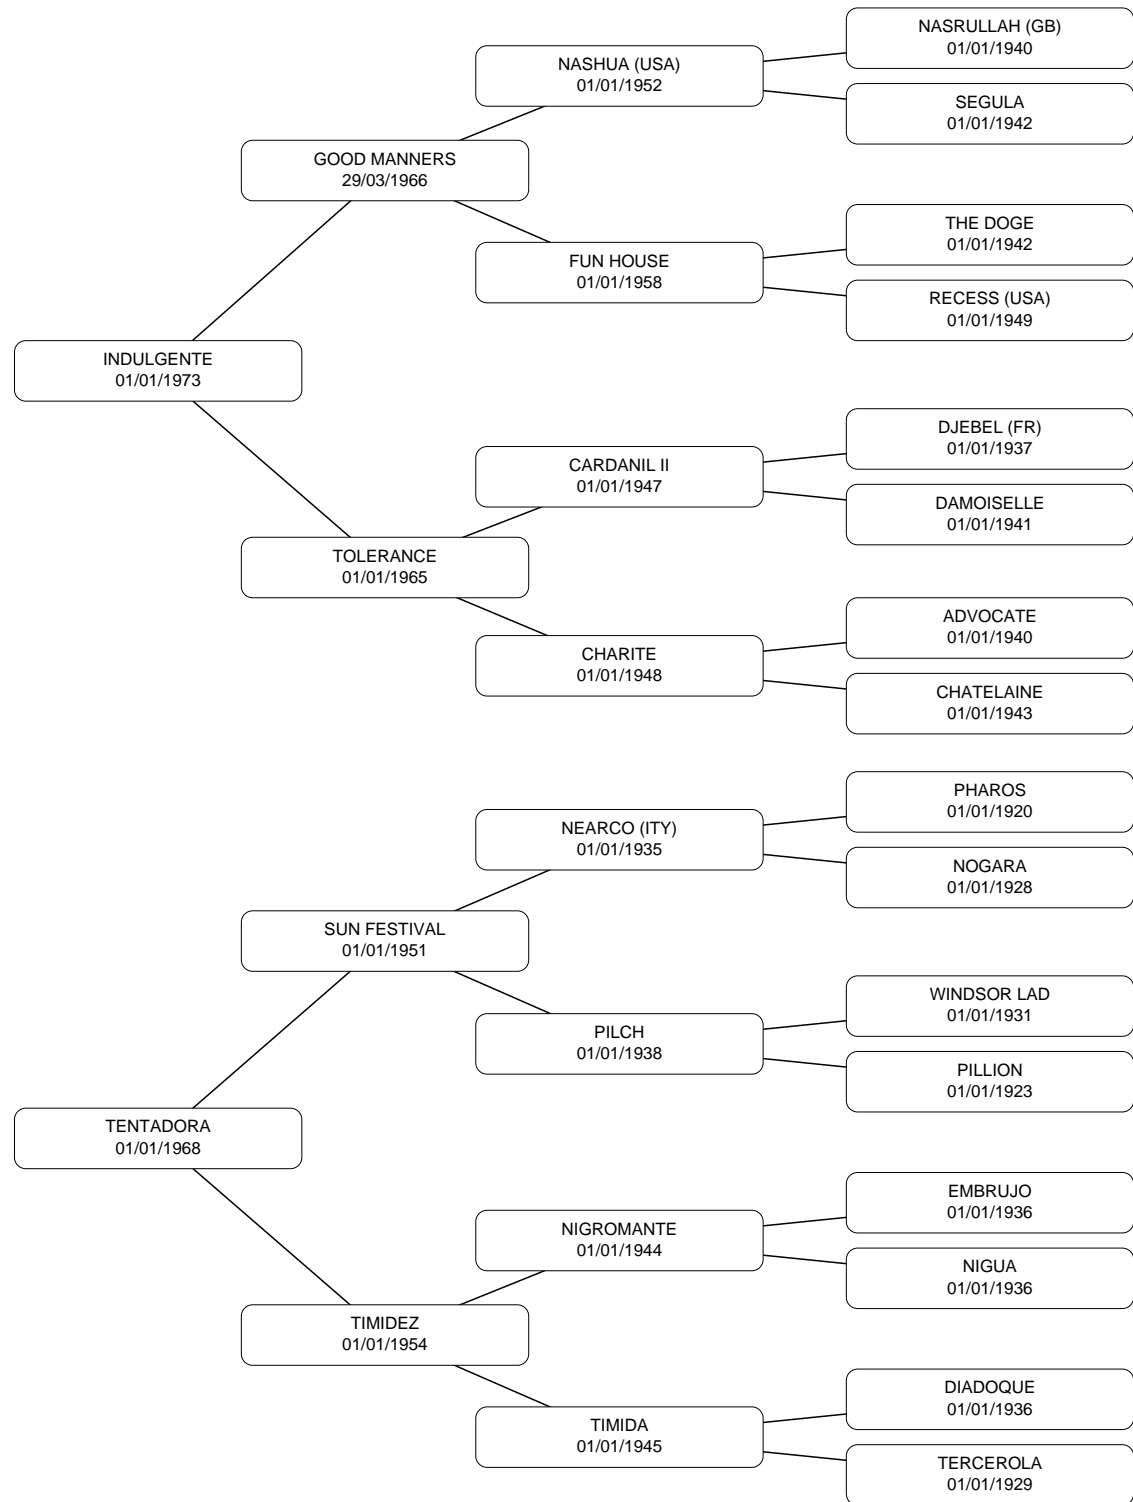 NASRULLAH (GB)
01/01/1940
NASHUA (USA)
01/01/1952
SEGULA
01/01/1942
GOOD MANNERS
29/03/1966
THE DOGE
01/01/1942
FUN HOUSE
01/01/1958
RECESS (USA)
01/01/1949
INDULGENTE
01/01/1973
DJEBEL (FR)
01/01/1937
CARDANIL II
01/01/1947
DAMOISELLE
01/01/1941
TOLERANCE
01/01/1965
ADVOCATE
01/01/1940
CHARITE
01/01/1948
CHATELAINE
01/01/1943
PHAROS
01/01/1920
NEARCO (ITY)
01/01/1935
NOGARA
01/01/1928
SUN FESTIVAL
01/01/1951
WINDSOR LAD
01/01/1931
PILCH
01/01/1938
PILLION
01/01/1923
TENTADORA
01/01/1968
EMBRUJO
01/01/1936
NIGROMANTE
01/01/1944
NIGUA
01/01/1936
TIMIDEZ
01/01/1954
DIADOQUE
01/01/1936
TIMIDA
01/01/1945
TERCEROLA
01/01/1929